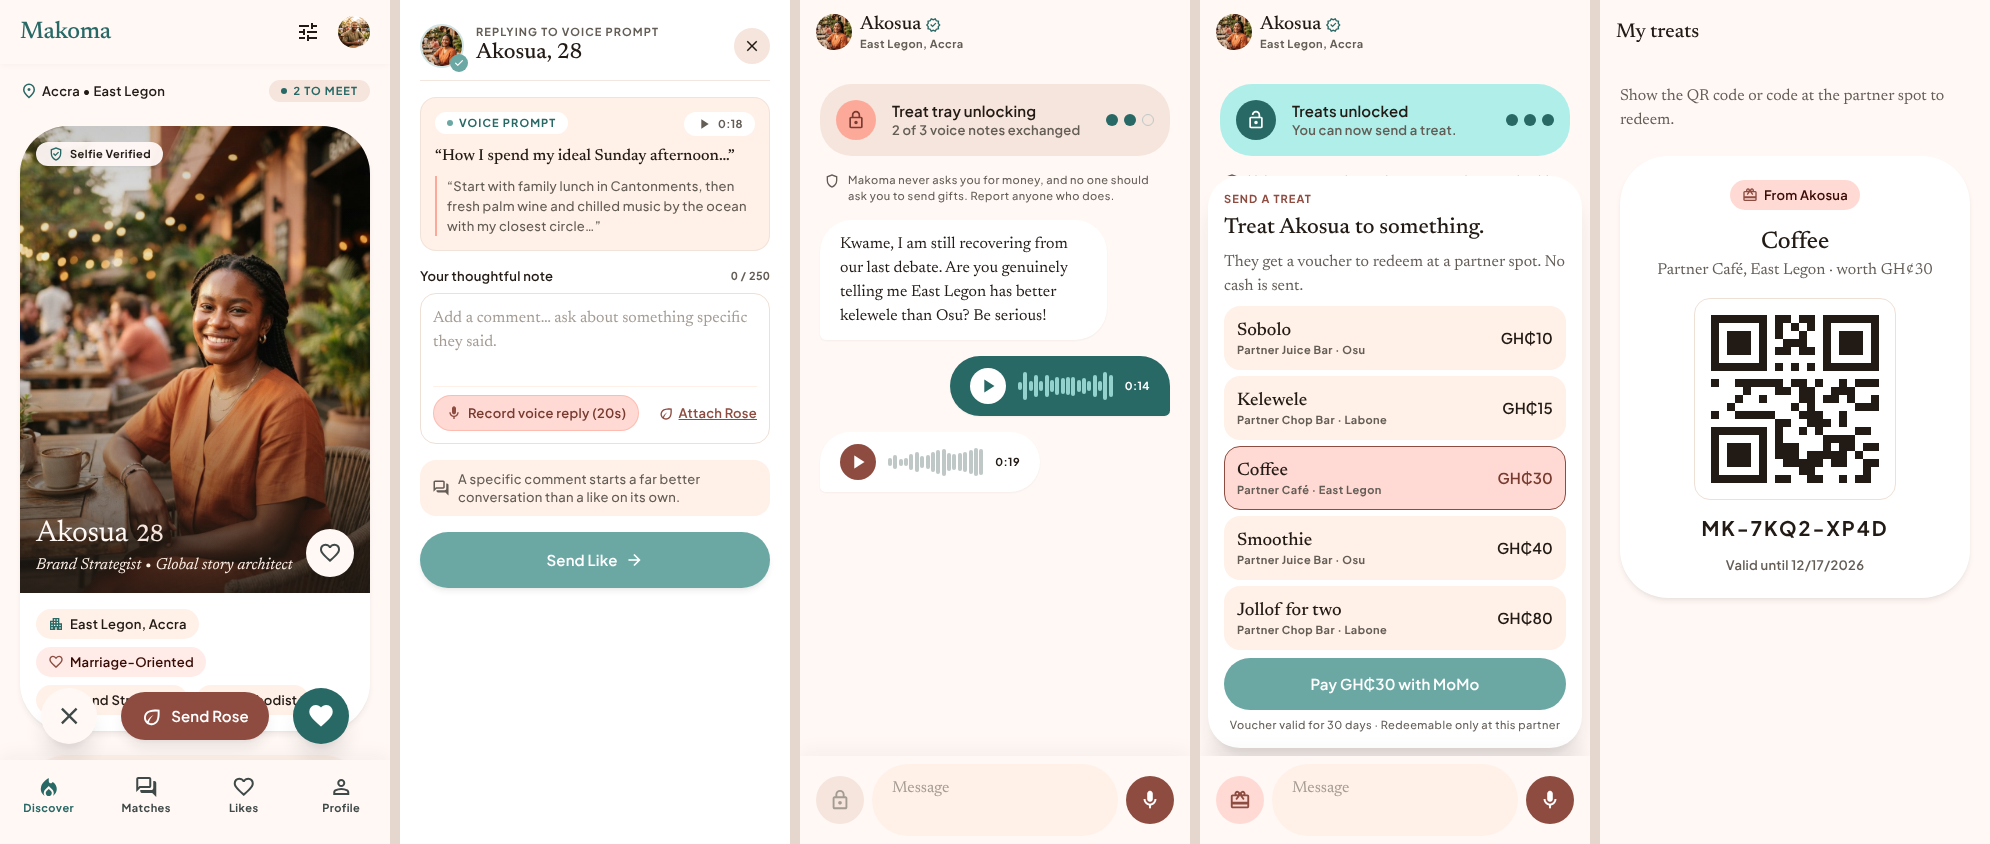 Makoma
Accra • East Legon
2 TO MEET
Selfie Verified
Akosua 28
Brand Strategist • Global story architect
East Legon, Accra
Marriage-Oriented
Send Rose
Discover
Matches
Likes
Profile
REPLYING TO VOICE PROMPT
Akosua, 28
VOICE PROMPT
0:18
“How I spend my ideal Sunday afternoon…”
“Start with family lunch in Cantonments, then
fresh palm wine and chilled music by the ocean
with my closest circle…”
Your thoughtful note
0 / 250
Add a comment… ask about something specific
they said.
Record voice reply (20s)
Attach Rose
A specific comment starts a far better
conversation than a like on its own.
Send Like
Akosua
East Legon, Accra
Treat tray unlocking
2 of 3 voice notes exchanged
Makoma never asks you for money, and no one should
ask you to send gifts. Report anyone who does.
Kwame, I am still recovering from
our last debate. Are you genuinely
telling me East Legon has better
kelewele than Osu? Be serious!
0:14
0:19
Message
Akosua
East Legon, Accra
Treats unlocked
You can now send a treat.
SEND A TREAT
Treat Akosua to something.
They get a voucher to redeem at a partner spot. No
cash is sent.
Sobolo
Partner Juice Bar · Osu
GH₵10
Kelewele
Partner Chop Bar · Labone
GH₵15
Coffee
Partner Café · East Legon
GH₵30
Smoothie
Partner Juice Bar · Osu
GH₵40
Jollof for two
Partner Chop Bar · Labone
GH₵80
Pay GH₵30 with MoMo
Voucher valid for 30 days · Redeemable only at this partner
Message
My treats
Show the QR code or code at the partner spot to
redeem.
From Akosua
Coffee
Partner Café, East Legon · worth GH₵30
MK-7KQ2-XP4D
Valid until 12/17/2026